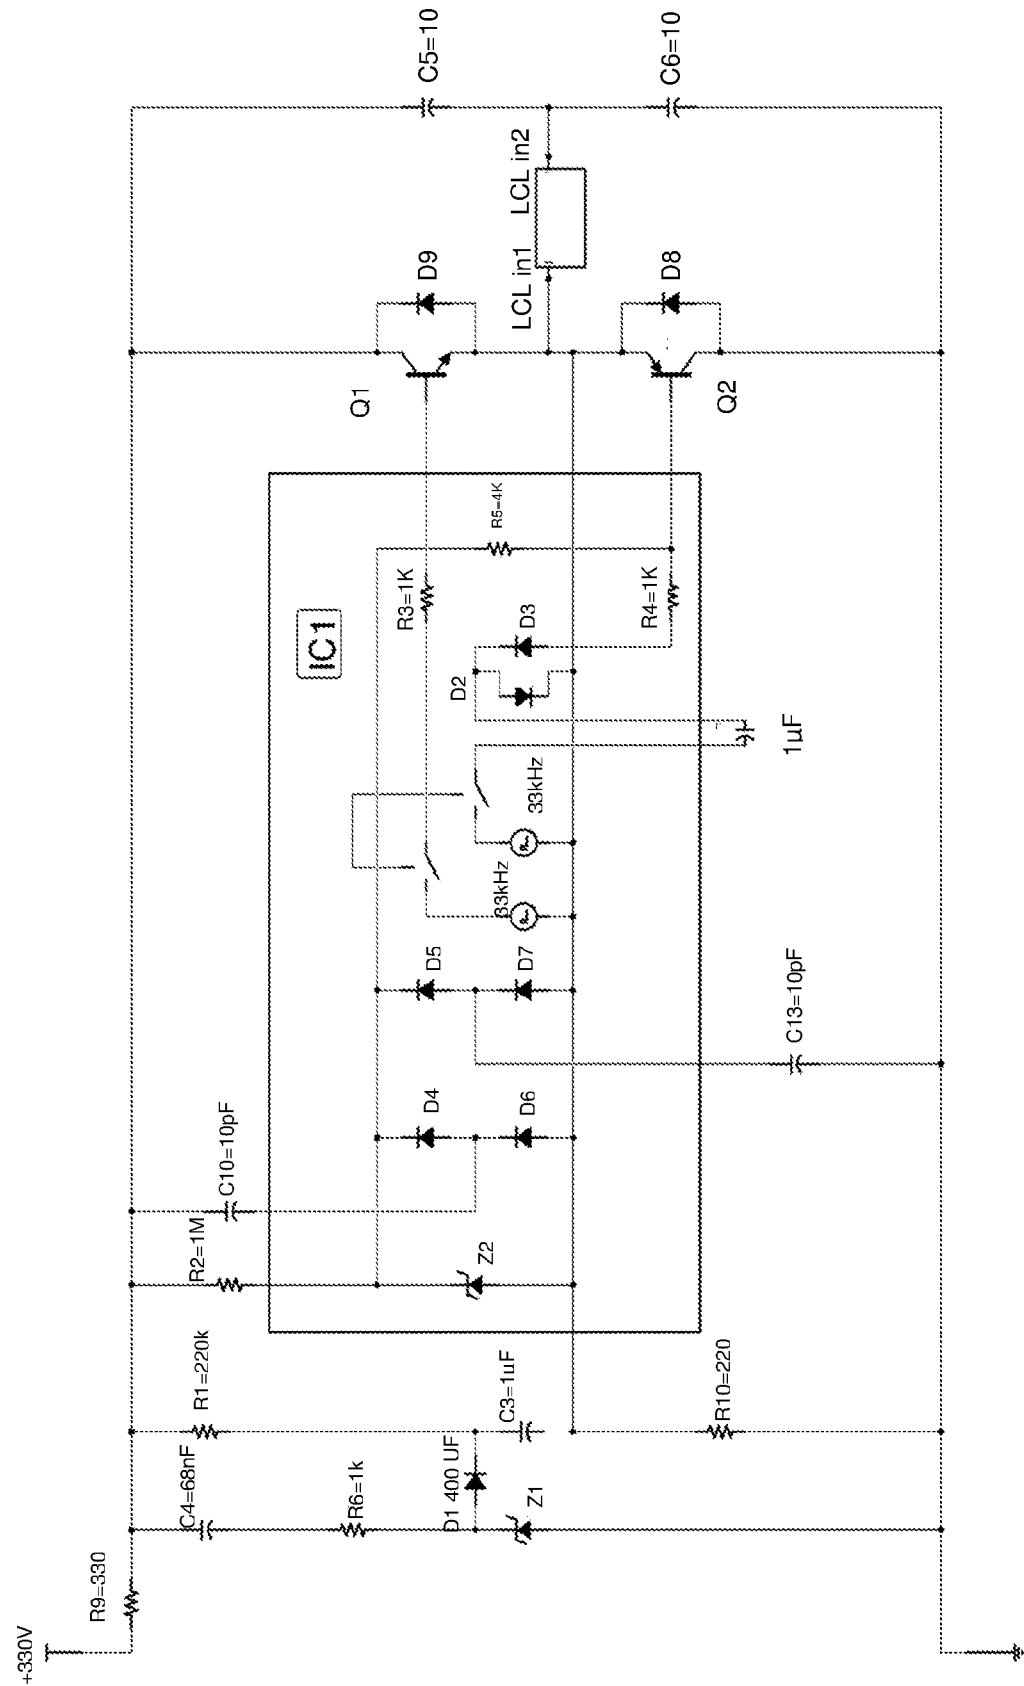 C5=10
C6=10
LCL in2
LCL in1
D9
D8
Q1
Q2
R5=4K
R3=1K
R4=1K
IC1
D3
D2
1µF
33kHz
33kHz
D5
D7
C13=10pF
D4
D6
C10=10pF
R2=1M
Z2
R1=220k
C3=1uF
R10=220
C4=68nF
R6=1k
D1 400 UF
Z1
R9=330
+330V